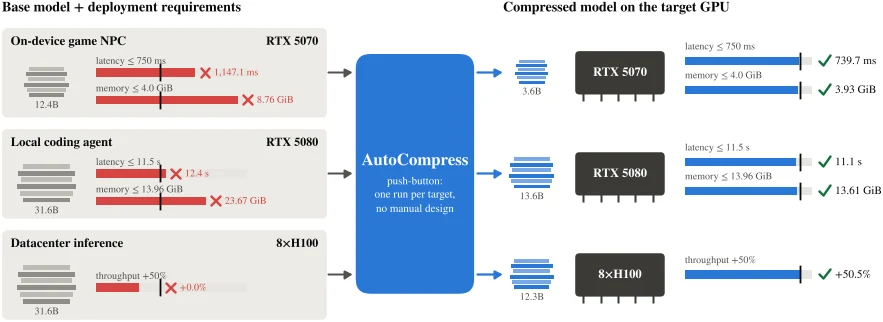 Base model + deployment requirements
Compressed model on the target GPU
On-device game NPC
RTX 5070
latency ≤ 750 ms
1,147.1 ms
memory ≤ 4.0 GiB
8.76 GiB
12.4B
Local coding agent
RTX 5080
latency ≤ 11.5 s
12.4 s
memory ≤ 13.96 GiB
23.67 GiB
31.6B
Datacenter inference
8×H100
throughput +50%
+0.0%
31.6B
AutoCompress
push-button:
one run per target,
no manual design
3.6B
RTX 5070
latency ≤ 750 ms
739.7 ms
memory ≤ 4.0 GiB
3.93 GiB
13.6B
RTX 5080
latency ≤ 11.5 s
11.1 s
memory ≤ 13.96 GiB
13.61 GiB
12.3B
8×H100
throughput +50%
+50.5%